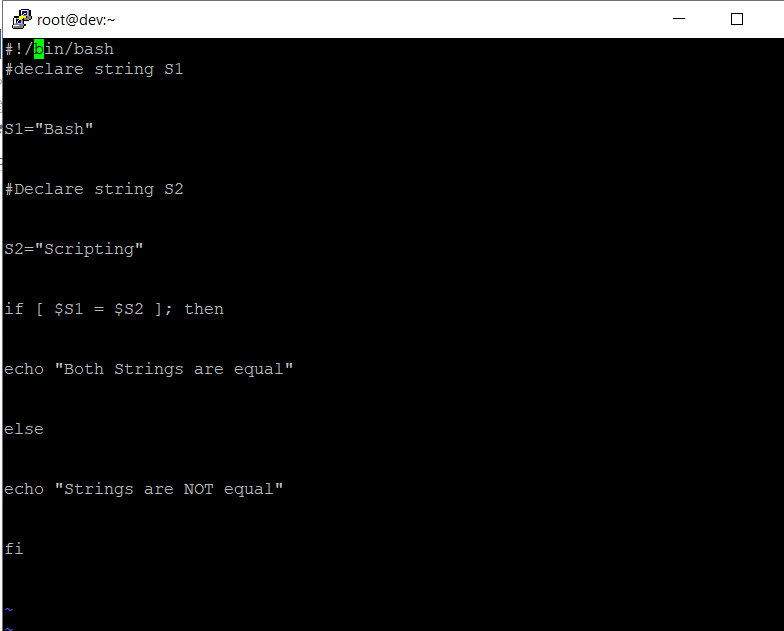 root@dev:~
#!/bin/bash
#declare string S1
S1="Bash"
#Declare string S2
S2="Scripting"
if [ $S1 = $S2 ]; then
echo "Both Strings are equal"
else
echo "Strings are NOT equal"
fi
~
~